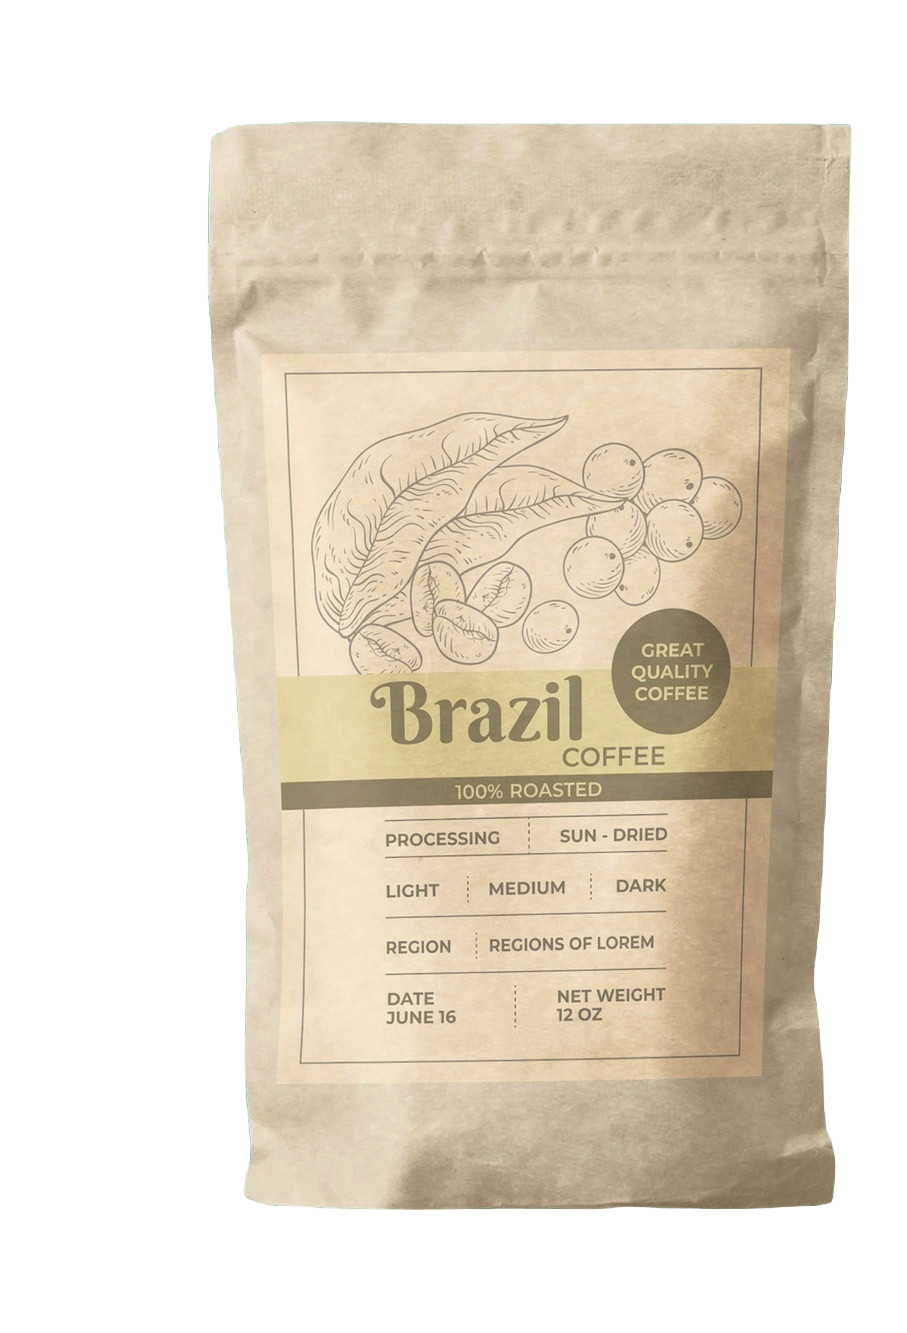 GREAT
QUALITY
COFFEE
Brazil
COFFEE
100% ROASTED
PROCESSING SUN - DRIED
LIGHT MEDIUM DARK
REGION REGIONS OF LOREM
DATE NET WEIGHT
JUNE 16 12 OZ